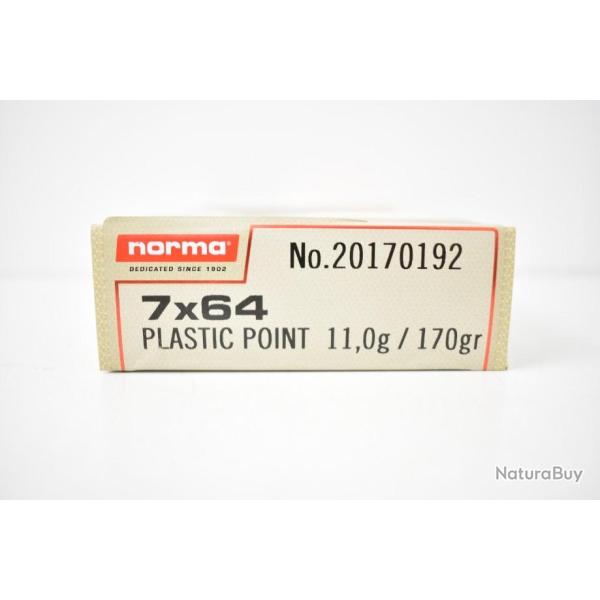 norma
DEDICATED SINCE 1902
No.20170192
7x64
PLASTIC POINT 11,0g / 170gr
NaturaBuy